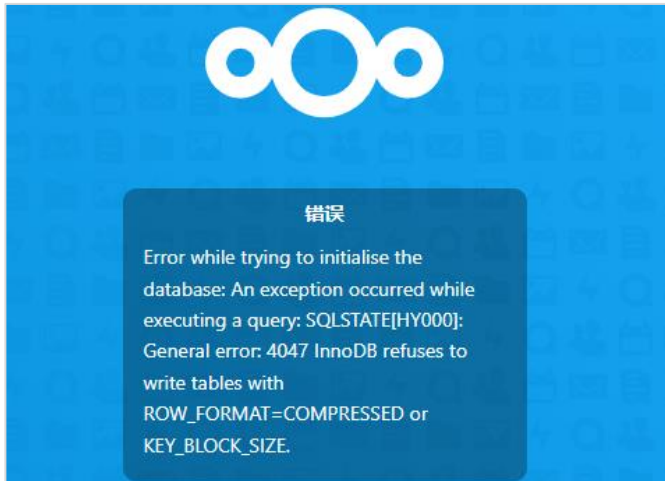 错误
Error while trying to initialise the
database: An exception occurred while
executing a query: SQLSTATE[HY000]:
General error: 4047 InnoDB refuses to
write tables with
ROW_FORMAT=COMPRESSED or
KEY_BLOCK_SIZE.